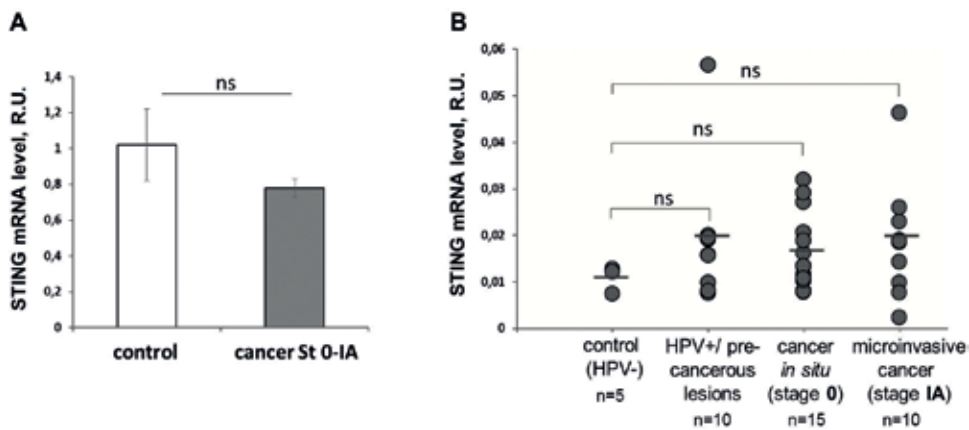 A
STING mRNA level, R.U.
1,4
1,2
1
0,8
0,6
0,4
0,2
0
ns
control
cancer St 0-IA
B
STING mRNA level, R.U.
0,06
0,05
0,04
0,03
0,02
0,01
0
ns
ns
ns
control
(HPV-)
n=5
HPV+/ pre-
cancerous
lesions
n=10
cancer
in situ
(stage 0)
n=15
microinvasive
cancer
(stage IA)
n=10